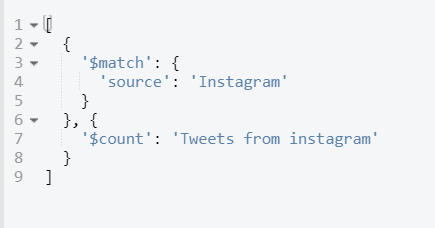 1 [
2 {
3 '$match': {
4 'source': 'Instagram'
5 }
6 }, {
7 '$count': 'Tweets from instagram'
8 }
9 ]